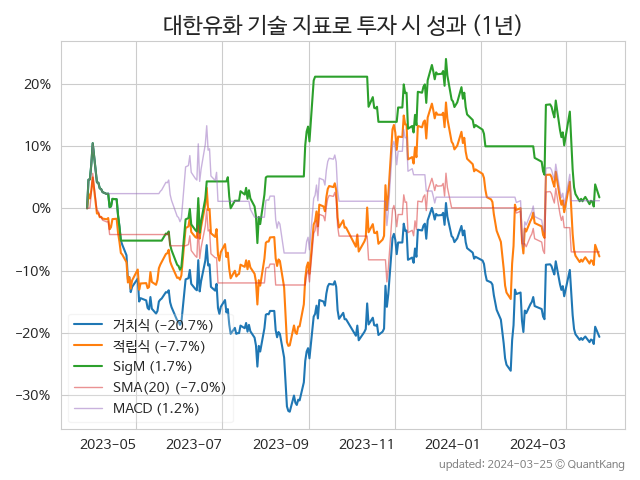 대한유화 기술 지표로 투자 시 성과 (1년)
20%
10%
0%
−10%
−20%
−30%
거치식 (−20.7%)
적립식 (−7.7%)
SigM (1.7%)
SMA(20) (−7.0%)
MACD (1.2%)
2023−05
2023−07
2023−09
2023−11
2024−01
2024−03
updated: 2024−03−25 ⓒ QuantKang